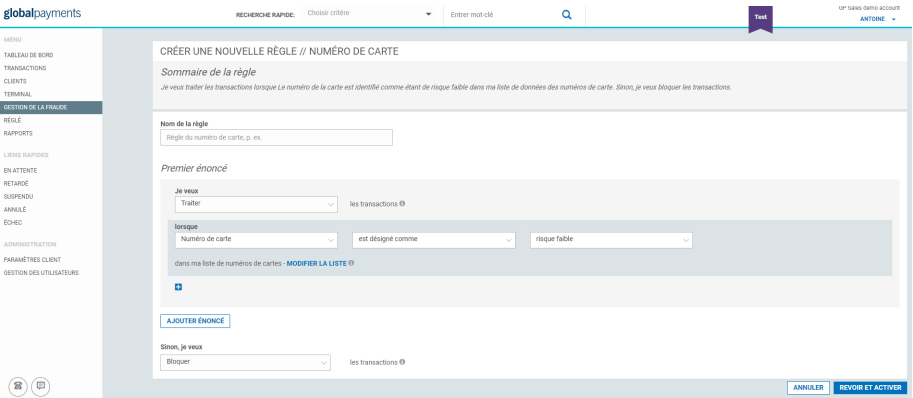 globalpayments
RECHERCHE RAPIDE: Choisir critère Entrer mot-clé
Test
GP Sales demo account
ANTOINE
MENU
TABLEAU DE BORD
TRANSACTIONS
CLIENTS
TERMINAL
GESTION DE LA FRAUDE
RÉGLÉ
RAPPORTS
LIENS RAPIDES
EN ATTENTE
RETARDÉ
SUSPENDU
ANNULÉ
ÉCHEC
ADMINISTRATION
PARAMÈTRES CLIENT
GESTION DES UTILISATEURS
CRÉER UNE NOUVELLE RÈGLE // NUMÉRO DE CARTE
Sommaire de la règle
Je veux traiter les transactions lorsque Le numéro de la carte est identifié comme étant de risque faible dans ma liste de données des numéros de carte. Sinon, je veux bloquer les transactions.
Nom de la règle
Règle du numéro de carte, p. ex.
Premier énoncé
Je veux
Traiter les transactions
lorsque
Numéro de carte est désigné comme risque faible
dans ma liste de numéros de cartes - MODIFIER LA LISTE
AJOUTER ÉNONCÉ
Sinon, je veux
Bloquer les transactions
ANNULER REVOIR ET ACTIVER